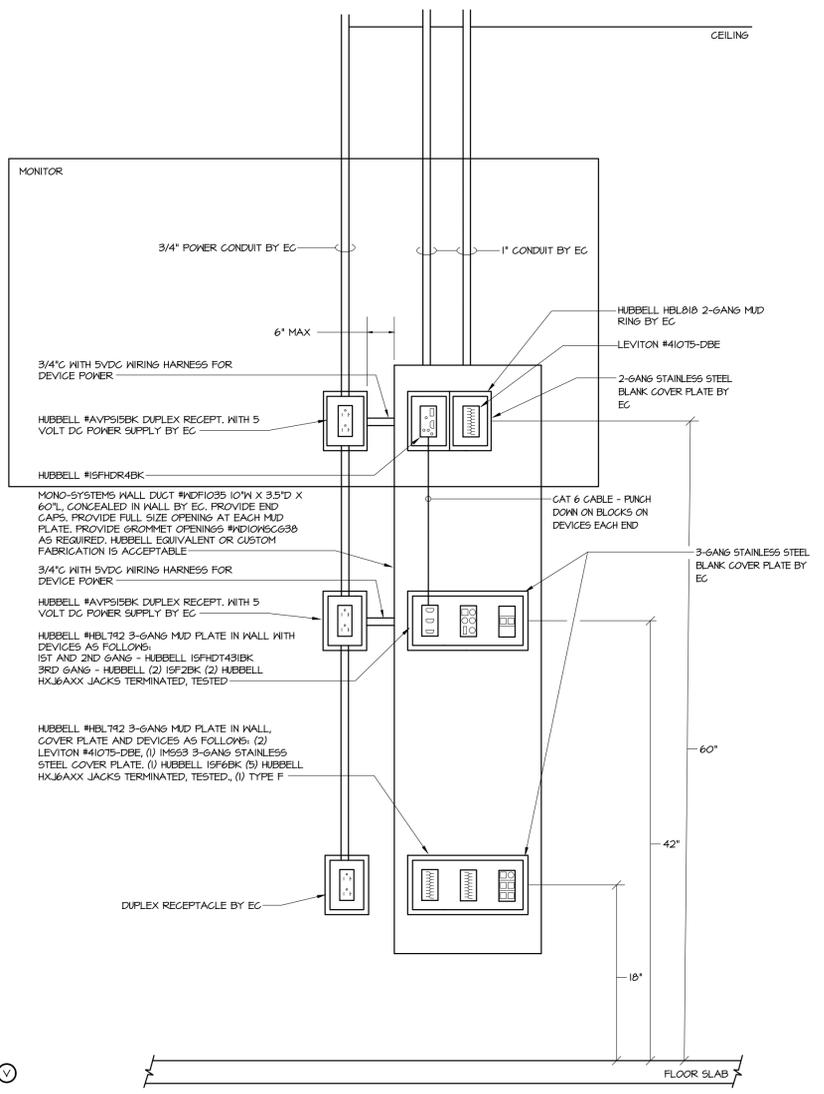 CEILING
MONITOR
3/4" POWER CONDUIT BY EC
1" CONDUIT BY EC
HUBBELL HBL818 2-GANG MUD
RING BY EC
6" MAX
LEVITON #41075-DBE
3/4"C WITH 5VDC WIRING HARNESS FOR
DEVICE POWER
2-GANG STAINLESS STEEL
BLANK COVER PLATE BY
EC
HUBBELL #AVPS15BK DUPLEX RECEPT. WITH 5
VOLT DC POWER SUPPLY BY EC
HUBBELL #ISFHDR4BK
MONO-SYSTEMS WALL DUCT #WDF1035 10"W X 3.5"D X
60"L, CONCEALED IN WALL BY EC. PROVIDE END
CAPS. PROVIDE FULL SIZE OPENING AT EACH MUD
PLATE. PROVIDE GROMMET OPENINGS #WD10WSCG38
AS REQUIRED. HUBBELL EQUIVALENT OR CUSTOM
FABRICATION IS ACCEPTABLE
CAT 6 CABLE - PUNCH
DOWN ON BLOCKS ON
DEVICES EACH END
3-GANG STAINLESS STEEL
BLANK COVER PLATE BY
EC
3/4"C WITH 5VDC WIRING HARNESS FOR
DEVICE POWER
HUBBELL #AVPS15BK DUPLEX RECEPT. WITH 5
VOLT DC POWER SUPPLY BY EC
HUBBELL #HBL792 3-GANG MUD PLATE IN WALL WITH
DEVICES AS FOLLOWS:
1ST AND 2ND GANG - HUBBELL ISFHDT431BK
3RD GANG - HUBBELL (2) ISF2BK (2) HUBBELL
HXJ6AXX JACKS TERMINATED, TESTED
HUBBELL #HBL792 3-GANG MUD PLATE IN WALL,
COVER PLATE AND DEVICES AS FOLLOWS: (2)
LEVITON #41075-DBE, (1) IMSS3 3-GANG STAINLESS
STEEL COVER PLATE. (1) HUBBELL ISF6BK (5) HUBBELL
HXJ6AXX JACKS TERMINATED, TESTED., (1) TYPE F
60"
42"
DUPLEX RECEPTACLE BY EC
18"
V
FLOOR SLAB